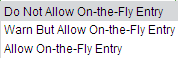 Do Not Allow On-the-Fly Entry
Warn But Allow On-the-Fly Entry
Allow On-the-Fly Entry